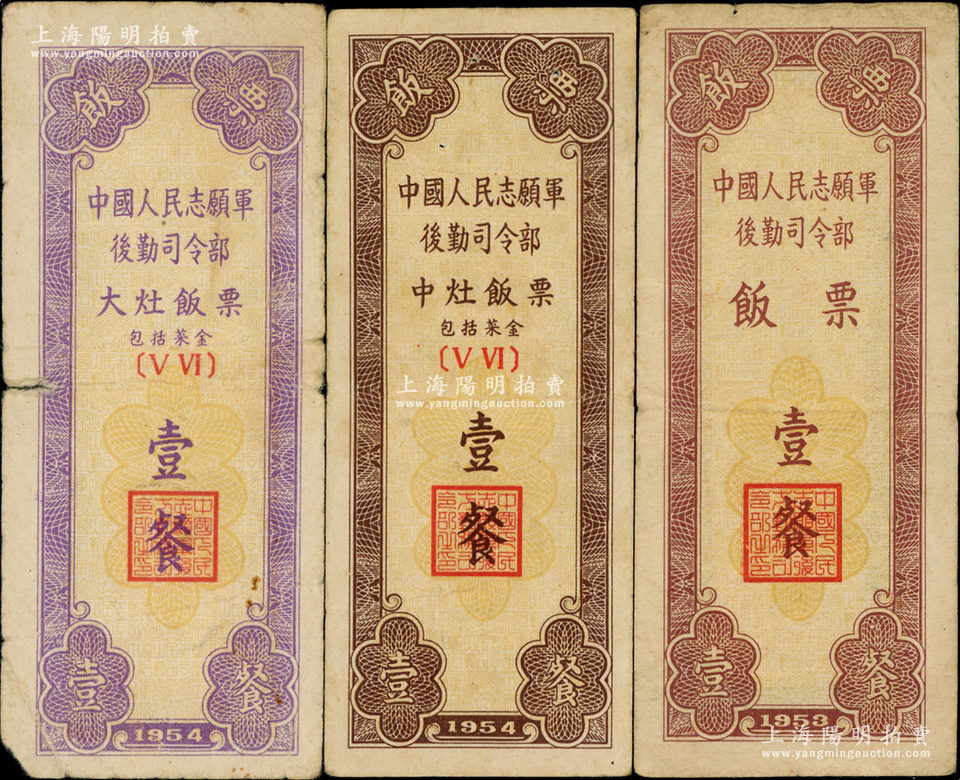 上海陽明拍賣
www.yangmingauction.com
飯 票
中國人民志願軍
後勤司令部
大灶飯票
包括菜金
(V VI)
壹
餐
壹 餐
1954
飯 票
中國人民志願軍
後勤司令部
中灶飯票
包括菜金
(V VI)
上海陽明拍賣
www.yangmingauction.com
壹
餐
壹 餐
1954
飯 票
中國人民志願軍
後勤司令部
飯 票
壹
餐
壹 餐
1953
上海陽明拍賣
www.yangmingauction.com